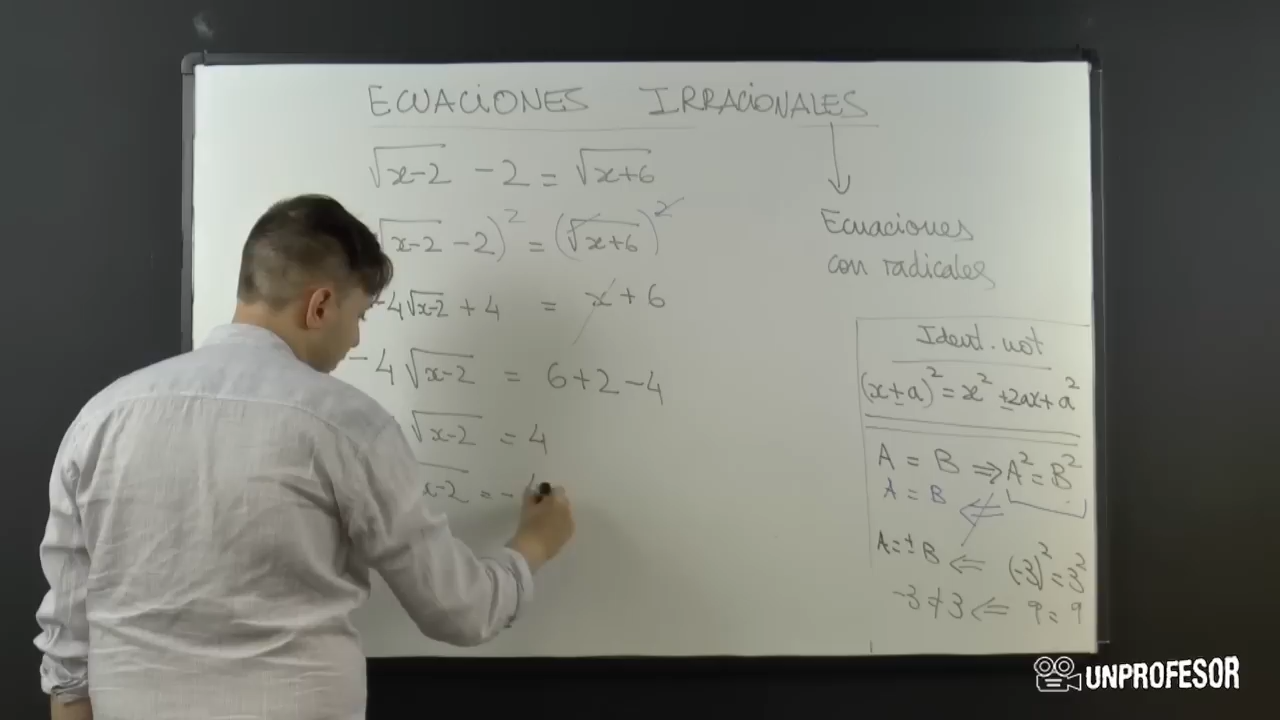 ECUACIONES IRRACIONALES
√x-2 - 2 = √x+6
√x-2 - 2)² = (√x+6)²
-4√x-2 + 4 = x + 6
-4 √x-2 = 6+2-4
√x-2 = 4
x-2 = -
Ecuaciones
con radicales
Ident. not
(x±a)² = x² ±2ax+a²
A = B ⇒ A² = B²
A = B ⇐
A = ± B ⇐ (-3)² = 3²
-3 ≠ 3 ⇐ 9 = 9
UNPROFESOR